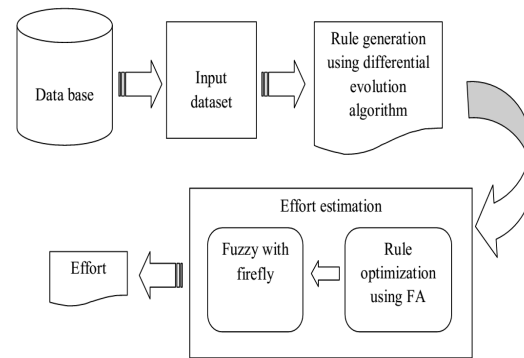 Data base
Input
dataset
Rule generation
using differential
evolution
algorithm
Effort estimation
Rule
optimization
using FA
Fuzzy with
firefly
Effort